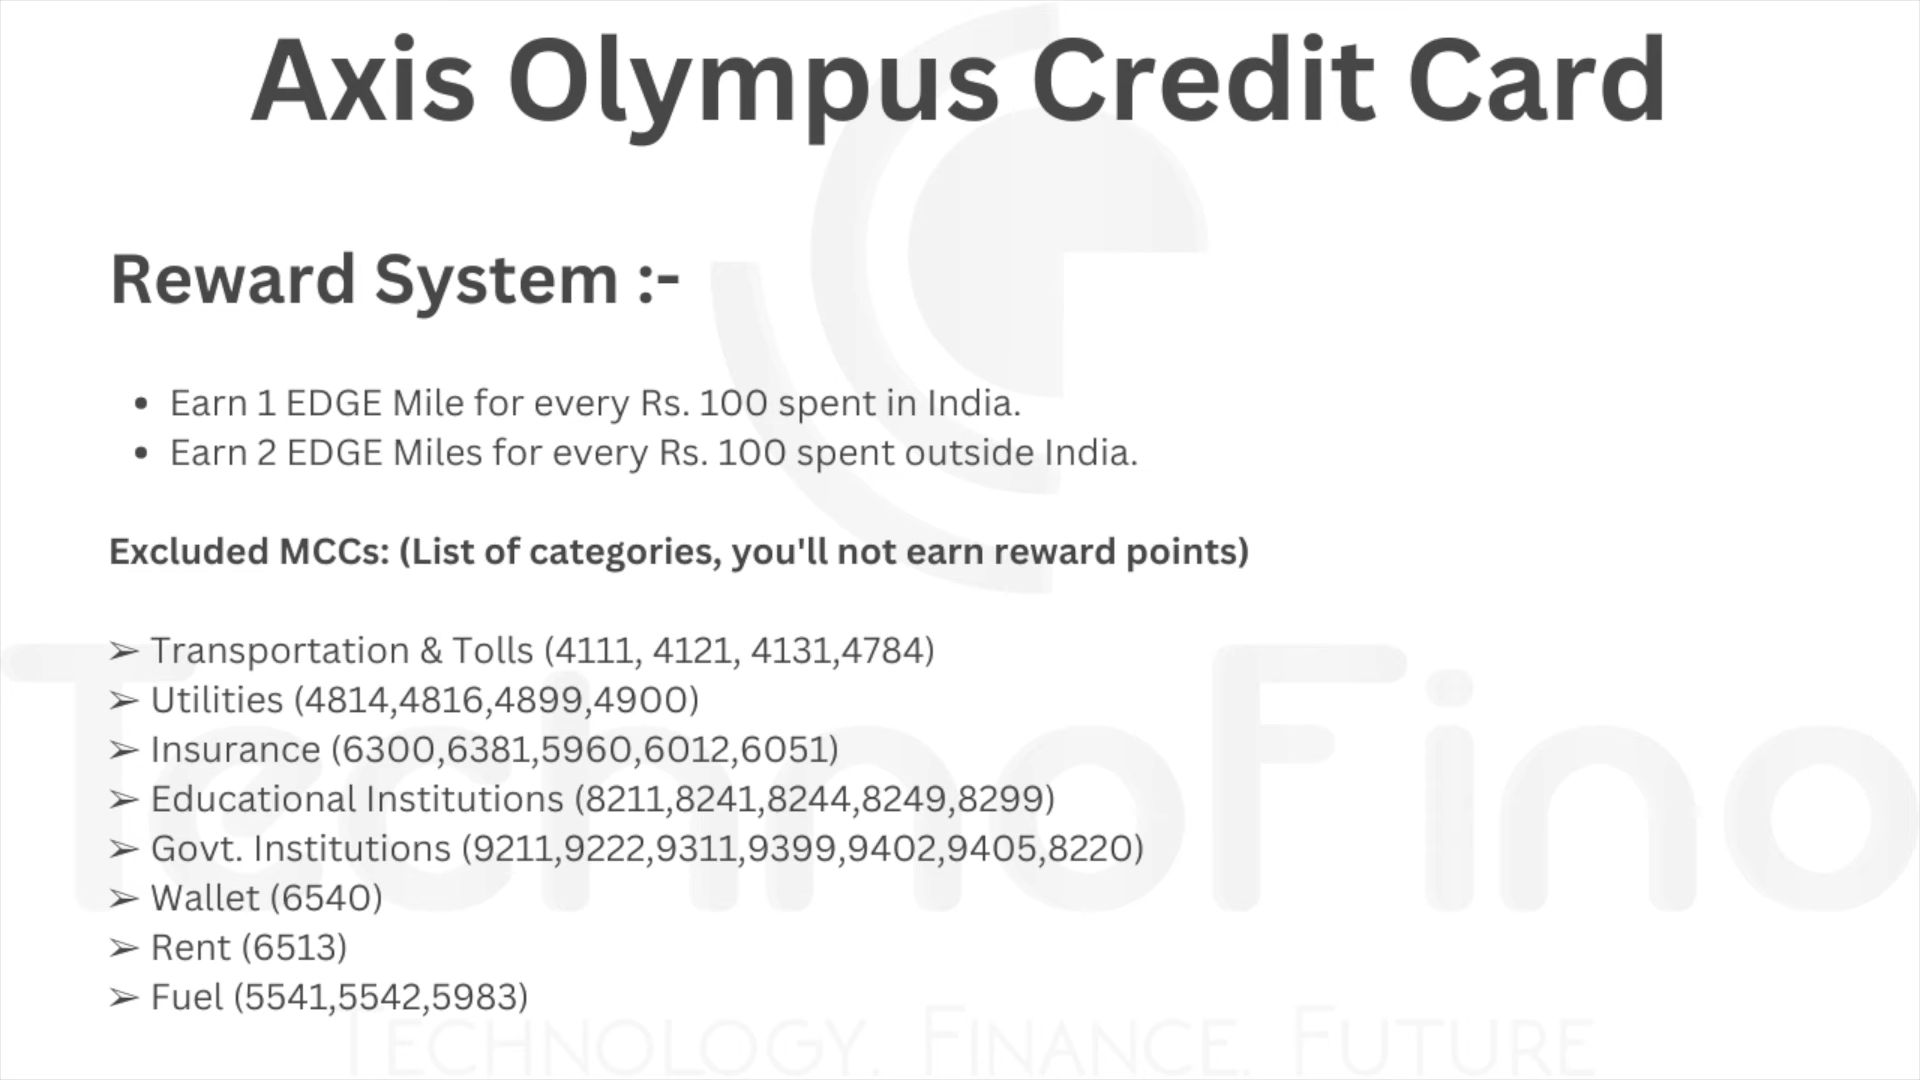 Axis Olympus Credit Card
Reward System :-
• Earn 1 EDGE Mile for every Rs. 100 spent in India.
• Earn 2 EDGE Miles for every Rs. 100 spent outside India.
Excluded MCCs: (List of categories, you'll not earn reward points)
➢ Transportation & Tolls (4111, 4121, 4131,4784)
➢ Utilities (4814,4816,4899,4900)
➢ Insurance (6300,6381,5960,6012,6051)
➢ Educational Institutions (8211,8241,8244,8249,8299)
➢ Govt. Institutions (9211,9222,9311,9399,9402,9405,8220)
➢ Wallet (6540)
➢ Rent (6513)
➢ Fuel (5541,5542,5983)
TechnoFino
TECHNOLOGY. FINANCE. FUTURE